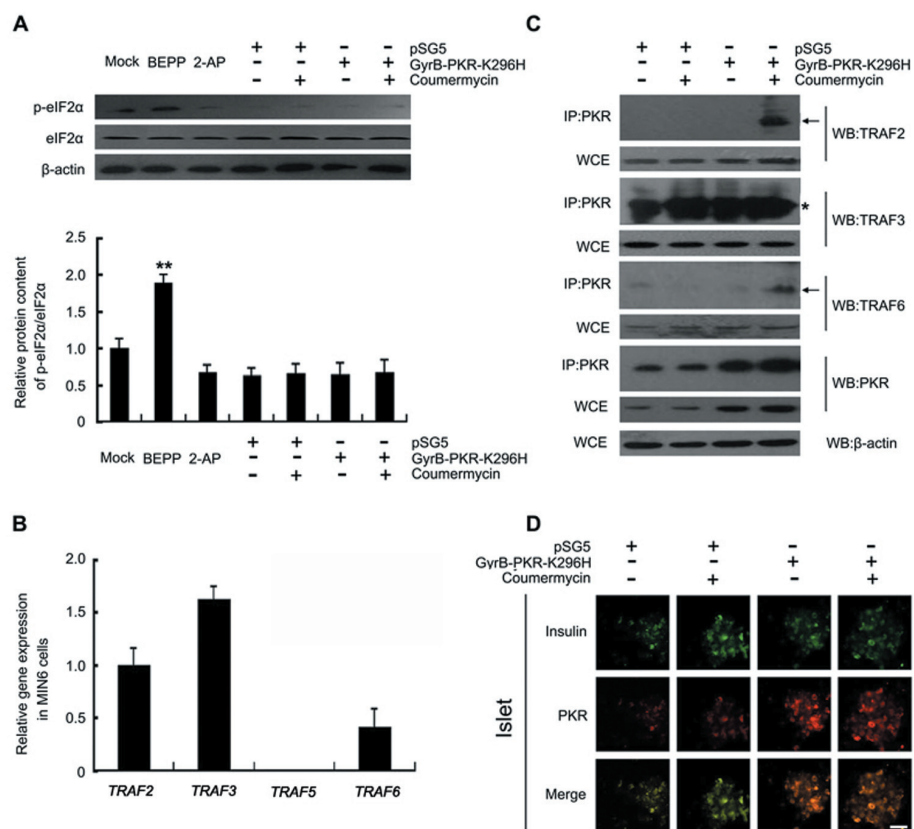 A
Mock BEPP 2-AP + + - - pSG5
- - + + GyrB-PKR-K296H
- + - + Coumermycin
p-eIF2α
eIF2α
β-actin
Relative protein content
of p-eIF2α/eIF2α
2.5
2.0
1.5
1.0
0.5
0
**
Mock BEPP 2-AP + + - - pSG5
- - + + GyrB-PKR-K296H
- + - + Coumermycin
B
Relative gene expression
in MIN6 cells
2.0
1.5
1.0
0.5
0
TRAF2 TRAF3 TRAF5 TRAF6
C
+ + - - pSG5
- - + + GyrB-PKR-K296H
- + - + Coumermycin
IP:PKR
WCE
WB:TRAF2
IP:PKR *
WCE
WB:TRAF3
IP:PKR
WCE
WB:TRAF6
IP:PKR
WCE
WB:PKR
WCE WB:β-actin
D
pSG5 + + - -
GyrB-PKR-K296H - - + +
Coumermycin - + - +
Islet
Insulin
PKR
Merge